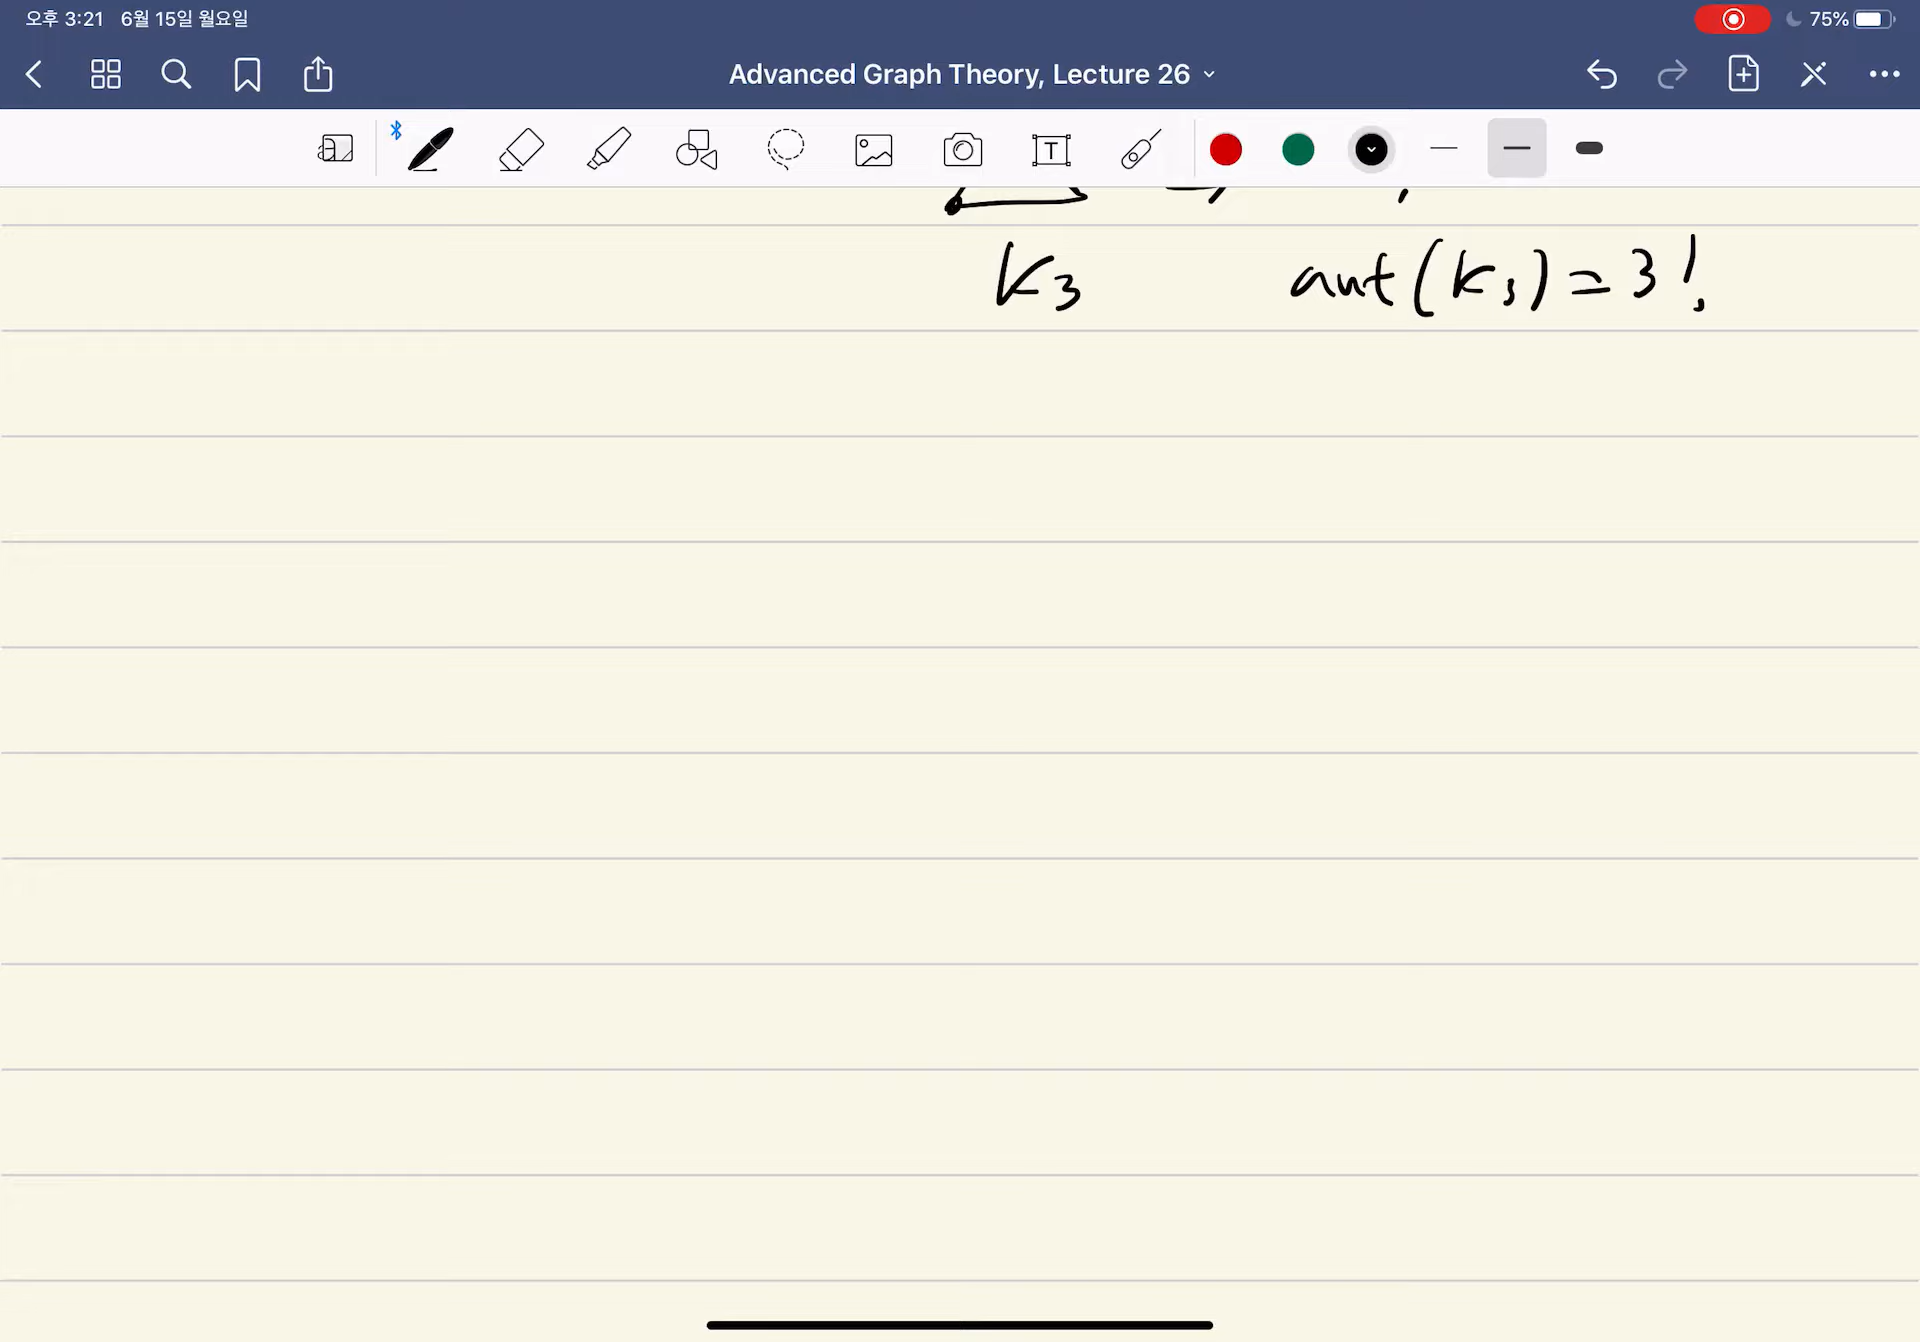 오후 3:21 6월 15일 월요일 75%
Advanced Graph Theory, Lecture 26
K₃ aut(K₃) = 3!